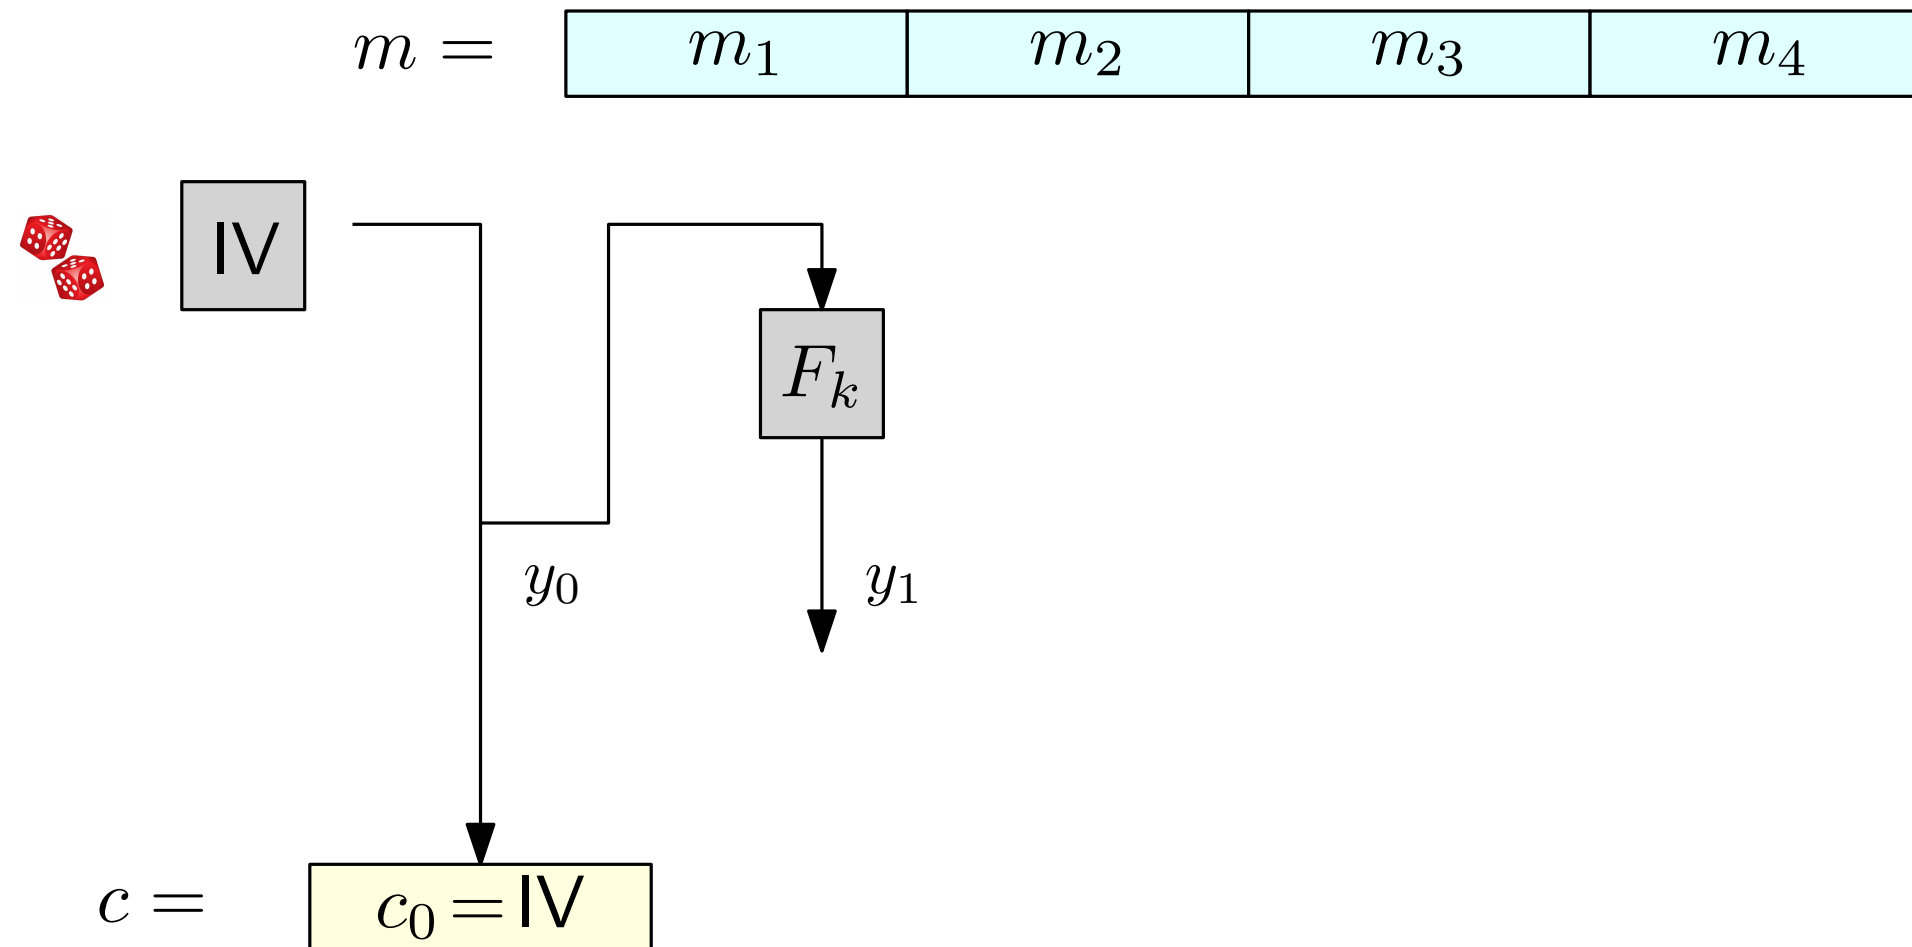 m = m₁ m₂ m₃ m₄
IV
Fₖ
y₀ y₁
c = c₀ = IV